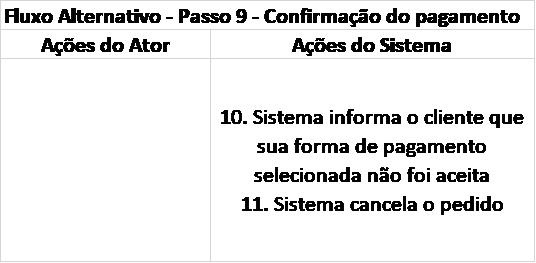 Fluxo Alternativo - Passo 9 - Confirmação do pagamento
Ações do Ator
Ações do Sistema
10. Sistema informa o cliente que
sua forma de pagamento
selecionada não foi aceita
11. Sistema cancela o pedido